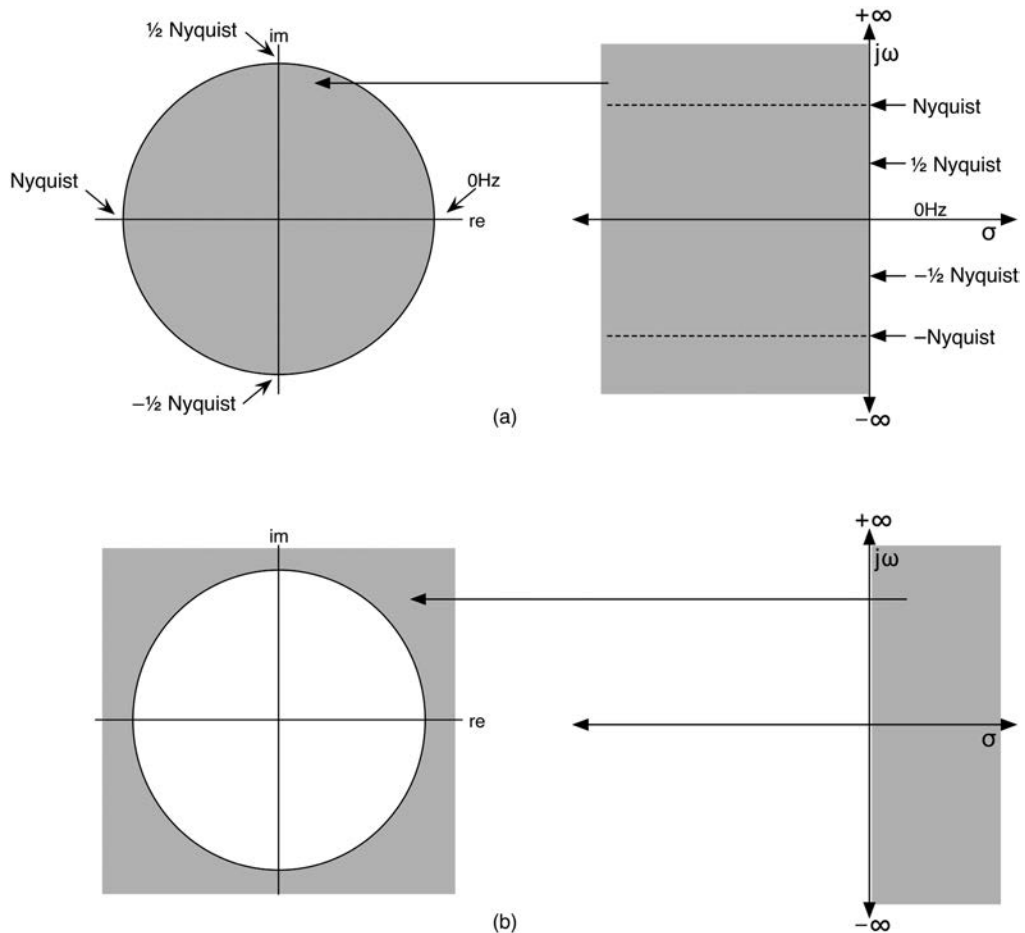 ½ Nyquist
im
Nyquist
0Hz
re
−½ Nyquist
+∞
jω
Nyquist
½ Nyquist
0Hz
σ
−½ Nyquist
−Nyquist
−∞
(a)
im
re
+∞
jω
σ
−∞
(b)